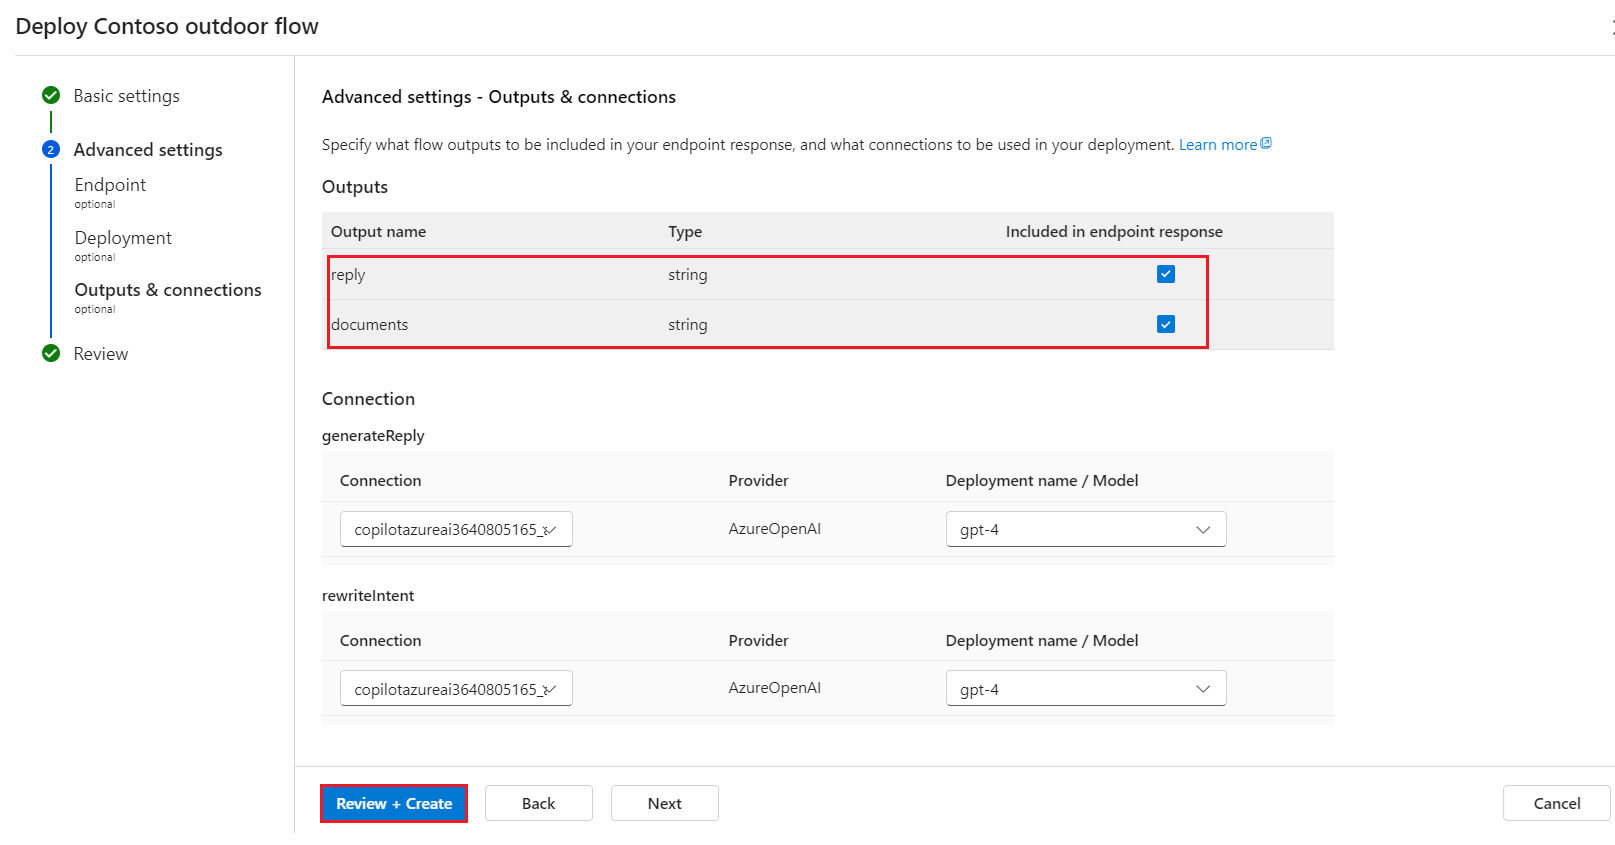 Deploy Contoso outdoor flow
Basic settings
2 Advanced settings
Endpoint
optional
Deployment
optional
Outputs & connections
optional
Review
Advanced settings - Outputs & connections
Specify what flow outputs to be included in your endpoint response, and what connections to be used in your deployment. Learn more
Outputs
Output name Type Included in endpoint response
reply string
documents string
Connection
generateReply
Connection Provider Deployment name / Model
copilotazureai3640805165_ AzureOpenAI gpt-4
rewriteIntent
Connection Provider Deployment name / Model
copilotazureai3640805165_ AzureOpenAI gpt-4
Review + Create Back Next Cancel